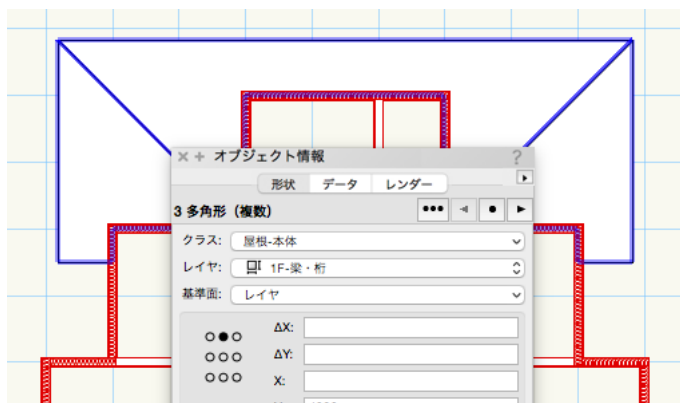 オブジェクト情報
?
形状 データ レンダー
3 多角形 (複数)
クラス: 屋根-本体
レイヤ: 1F-梁・桁
基準面: レイヤ
ΔX:
ΔY:
X: